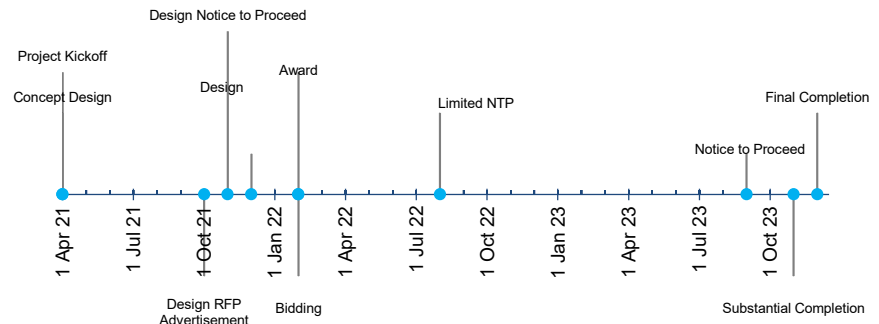 Design Notice to Proceed
Project Kickoff
Award
Design
Concept Design
Limited NTP
Final Completion
Notice to Proceed
1 Apr 21
1 Jul 21
1 Oct 21
1 Jan 22
1 Apr 22
1 Jul 22
1 Oct 22
1 Jan 23
1 Apr 23
1 Jul 23
1 Oct 23
Design RFP
Advertisement
Bidding
Substantial Completion